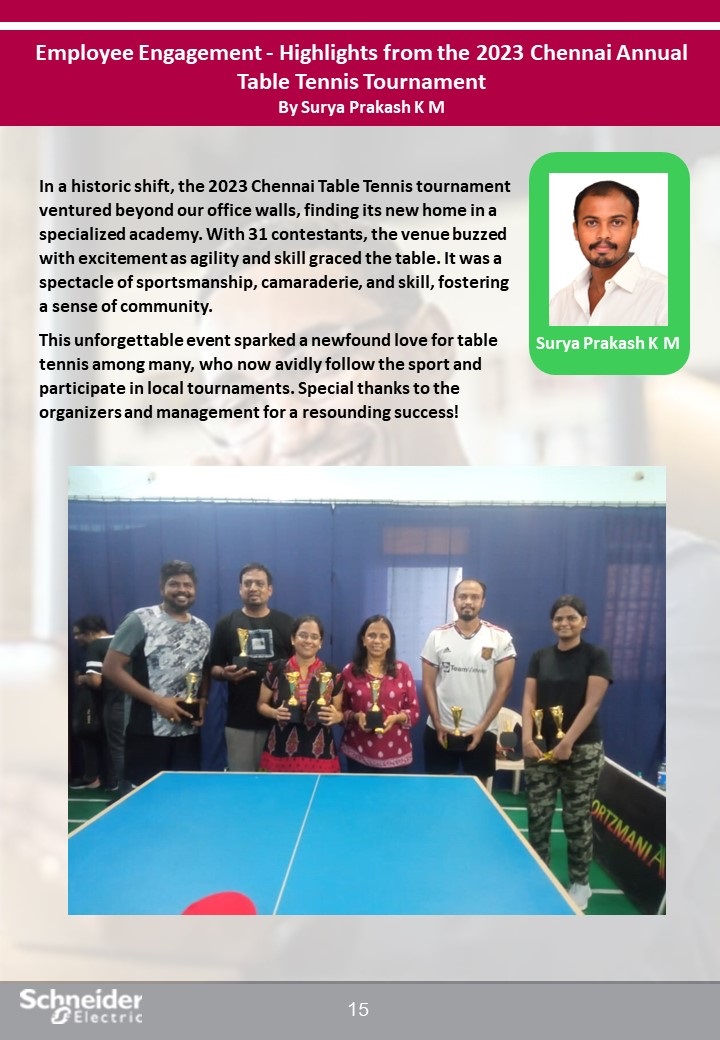 Employee Engagement - Highlights from the 2023 Chennai Annual
Table Tennis Tournament
By Surya Prakash K M
In a historic shift, the 2023 Chennai Table Tennis tournament
ventured beyond our office walls, finding its new home in a
specialized academy. With 31 contestants, the venue buzzed
with excitement as agility and skill graced the table. It was a
spectacle of sportsmanship, camaraderie, and skill, fostering
a sense of community.
This unforgettable event sparked a newfound love for table
tennis among many, who now avidly follow the sport and
participate in local tournaments. Special thanks to the
organizers and management for a resounding success!
Surya Prakash K M
TeamViewer
ORTZMANIA
Schneider
Electric
15